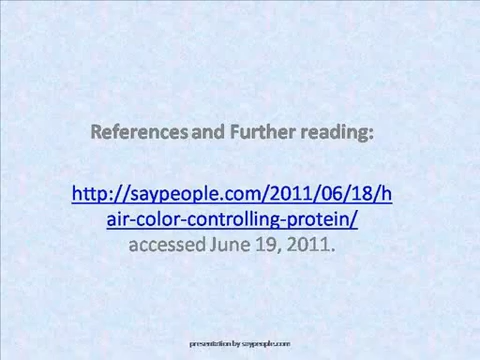 References and Further reading:
http://saypeople.com/2011/06/18/h
air-color-controlling-protein/
accessed June 19, 2011.
presentation by saypeople.com